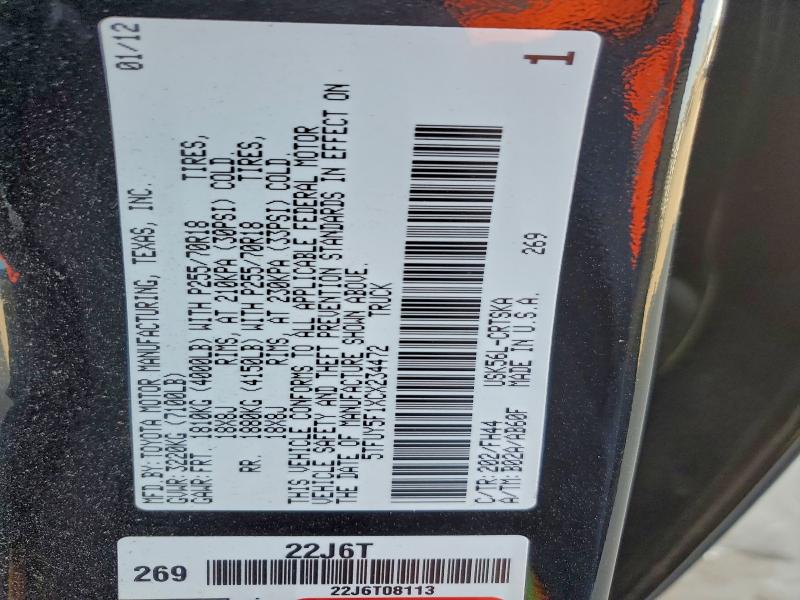 MFD.BY: TOYOTA MOTOR MANUFACTURING, TEXAS, INC. 01/12
GVWR: 3220KG (7100LB)
GAWR: FRT. 1810KG (4000LB) WITH P255/70R18 TIRES,
18X8J RIMS, AT 210KPA (30PSI) COLD.
RR. 1880KG (4150LB) WITH P255/70R18 TIRES,
18X8J RIMS, AT 230KPA (33PSI) COLD.
THIS VEHICLE CONFORMS TO ALL APPLICABLE FEDERAL MOTOR
VEHICLE SAFETY AND THEFT PREVENTION STANDARDS IN EFFECT ON
THE DATE OF MANUFACTURE SHOWN ABOVE.
5TFUY5F1XCX234472 TRUCK
C/TR: 202/FH44 USK56L-CRTSKA 269
A/TM: B02A/AB60F MADE IN U.S.A. 1
22J6T
269
22J6T08113